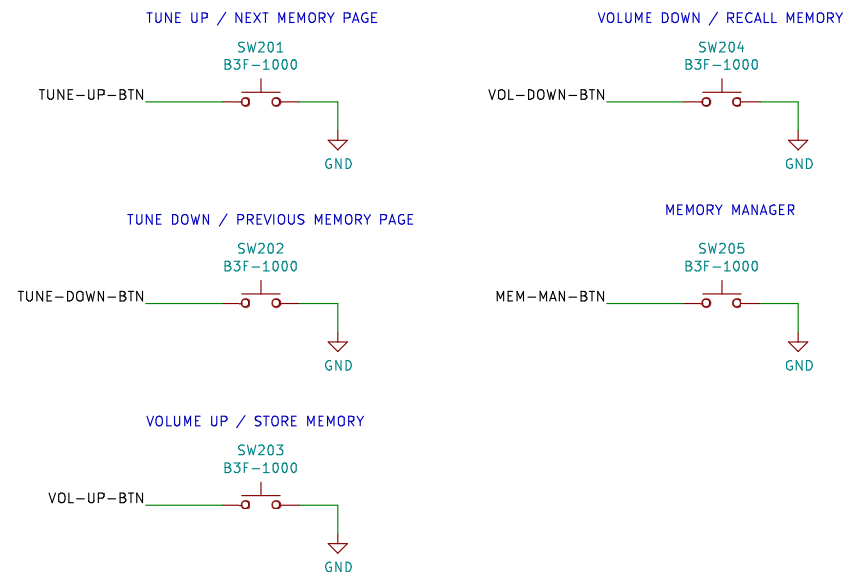 TUNE UP / NEXT MEMORY PAGE
SW201
B3F-1000
TUNE-UP-BTN
GND
VOLUME DOWN / RECALL MEMORY
SW204
B3F-1000
VOL-DOWN-BTN
GND
TUNE DOWN / PREVIOUS MEMORY PAGE
SW202
B3F-1000
TUNE-DOWN-BTN
GND
MEMORY MANAGER
SW205
B3F-1000
MEM-MAN-BTN
GND
VOLUME UP / STORE MEMORY
SW203
B3F-1000
VOL-UP-BTN
GND